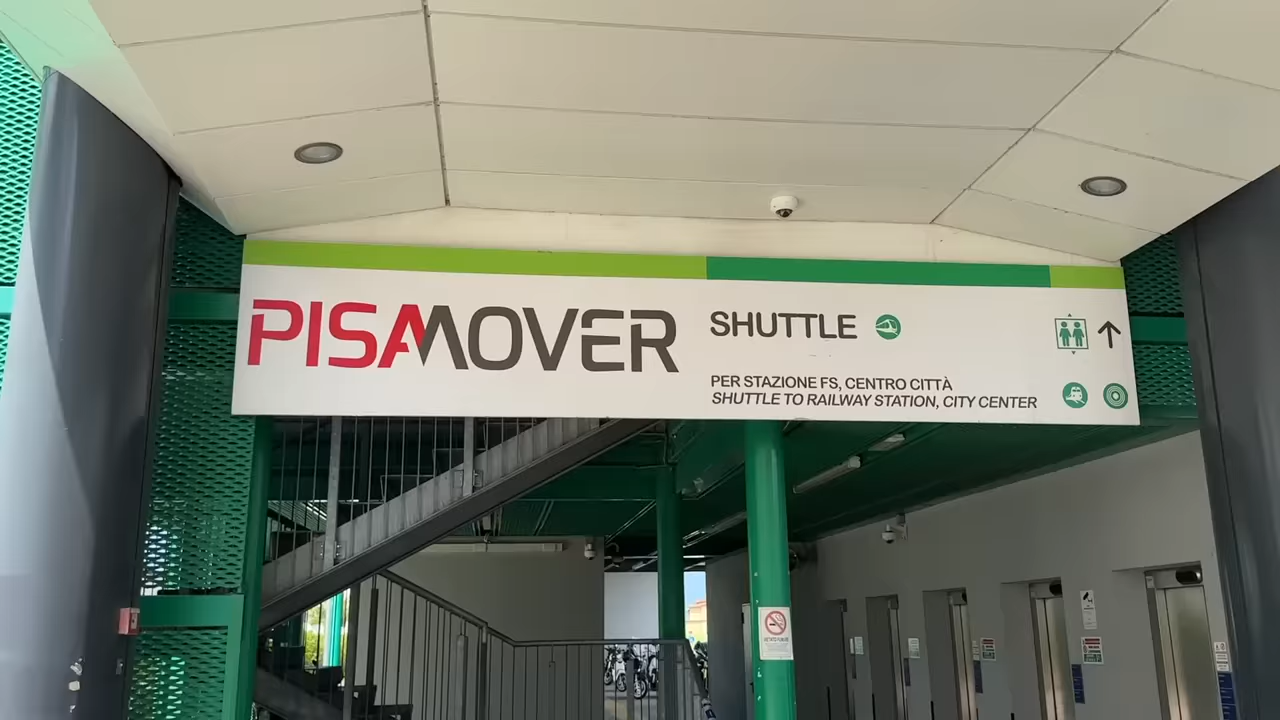 PISAMOVER
SHUTTLE
PER STAZIONE FS, CENTRO CITTÀ
SHUTTLE TO RAILWAY STATION, CITY CENTER